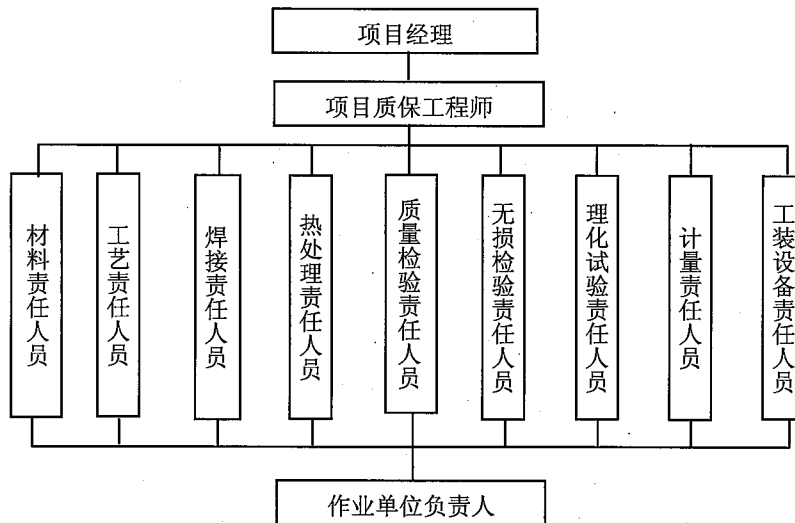 项目经理
项目质保工程师
材料责任人员
工艺责任人员
焊接责任人员
热处理责任人员
质量检验责任人员
无损检验责任人员
理化试验责任人员
计量责任人员
工装设备责任人员
作业单位负责人